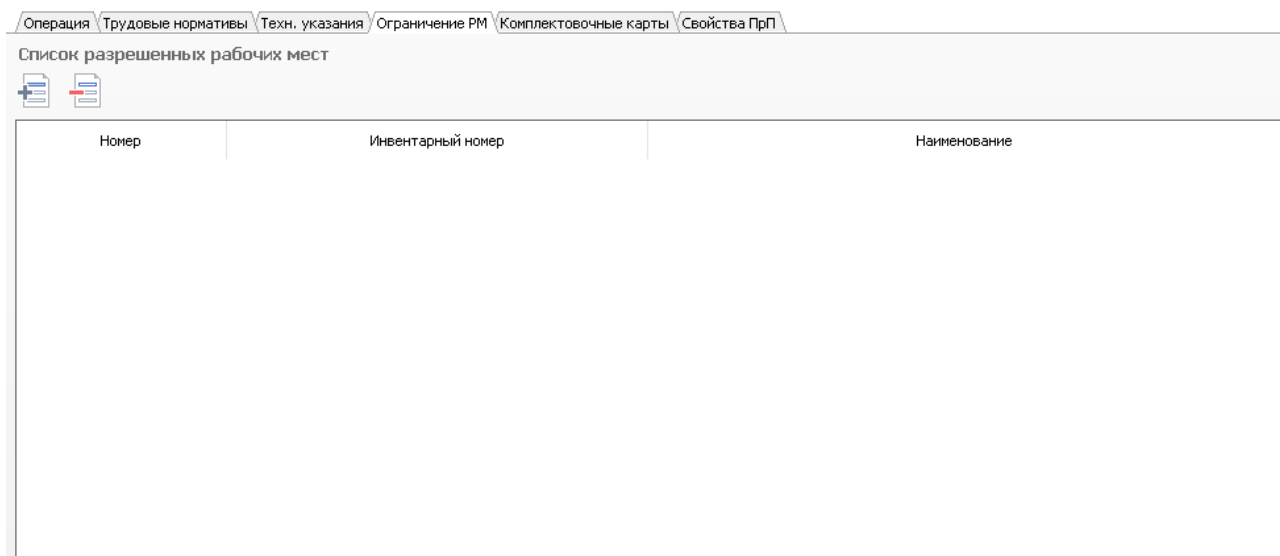 Операция Трудовые нормативы Техн. указания Ограничение РМ Комплектовочные карты Свойства ПрП
Список разрешенных рабочих мест
Номер Инвентарный номер Наименование